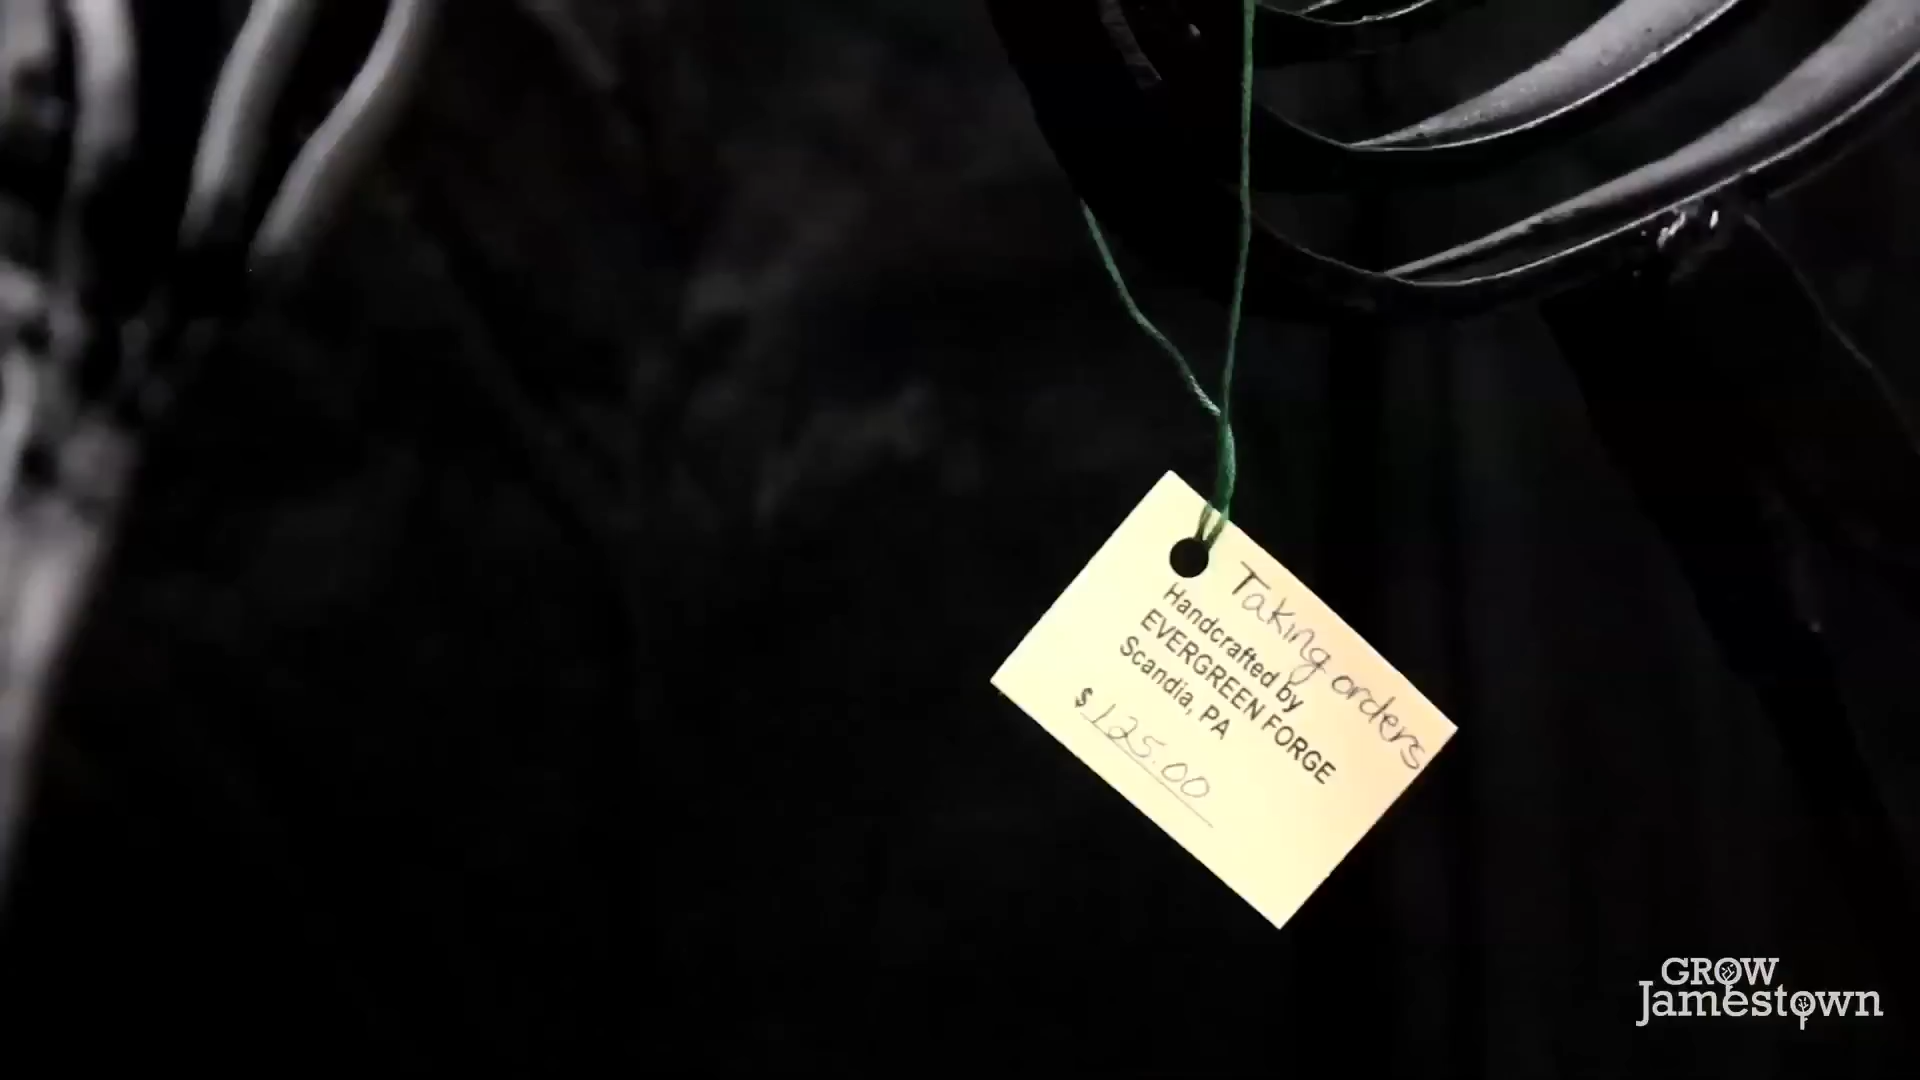 Taking orders
Handcrafted by
EVERGREEN FORGE
Scandia, PA
$ 125.00
GROW
Jamestown